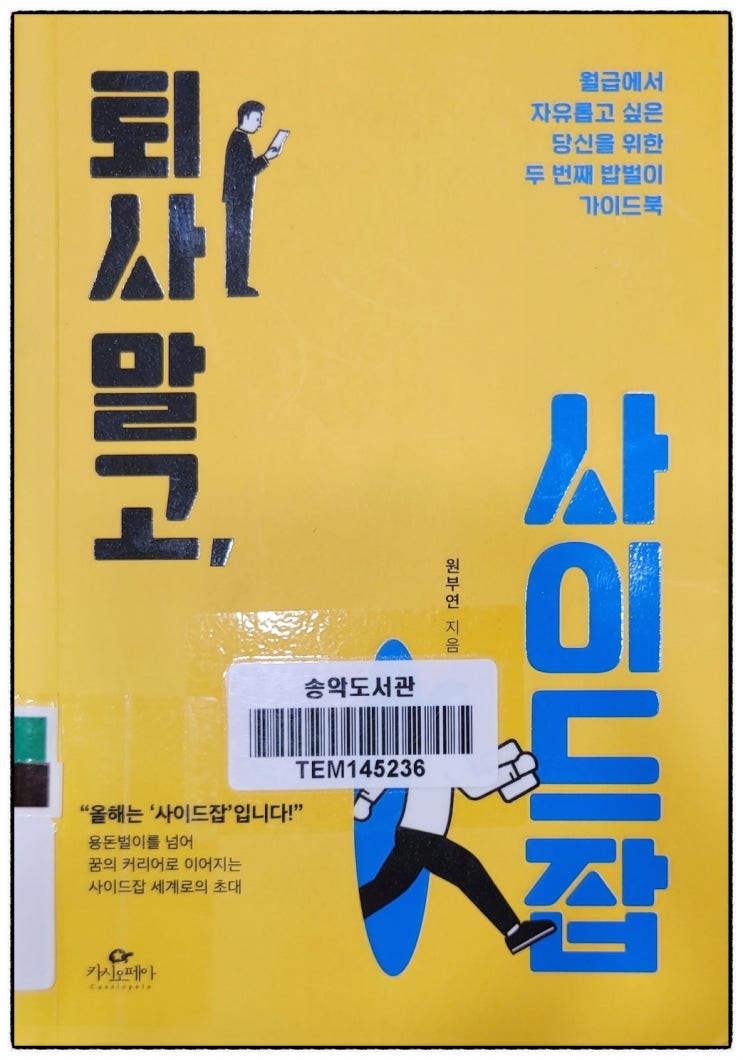 퇴사 말고,
월급에서
자유롭고 싶은
당신을 위한
두 번째 밥벌이
가이드북
사이드잡
원부연 지음
송악도서관
TEM145236
“올해는 ‘사이드잡’입니다!”
용돈벌이를 넘어
꿈의 커리어로 이어지는
사이드잡 세계로의 초대
카시오페아
Cassiopeia